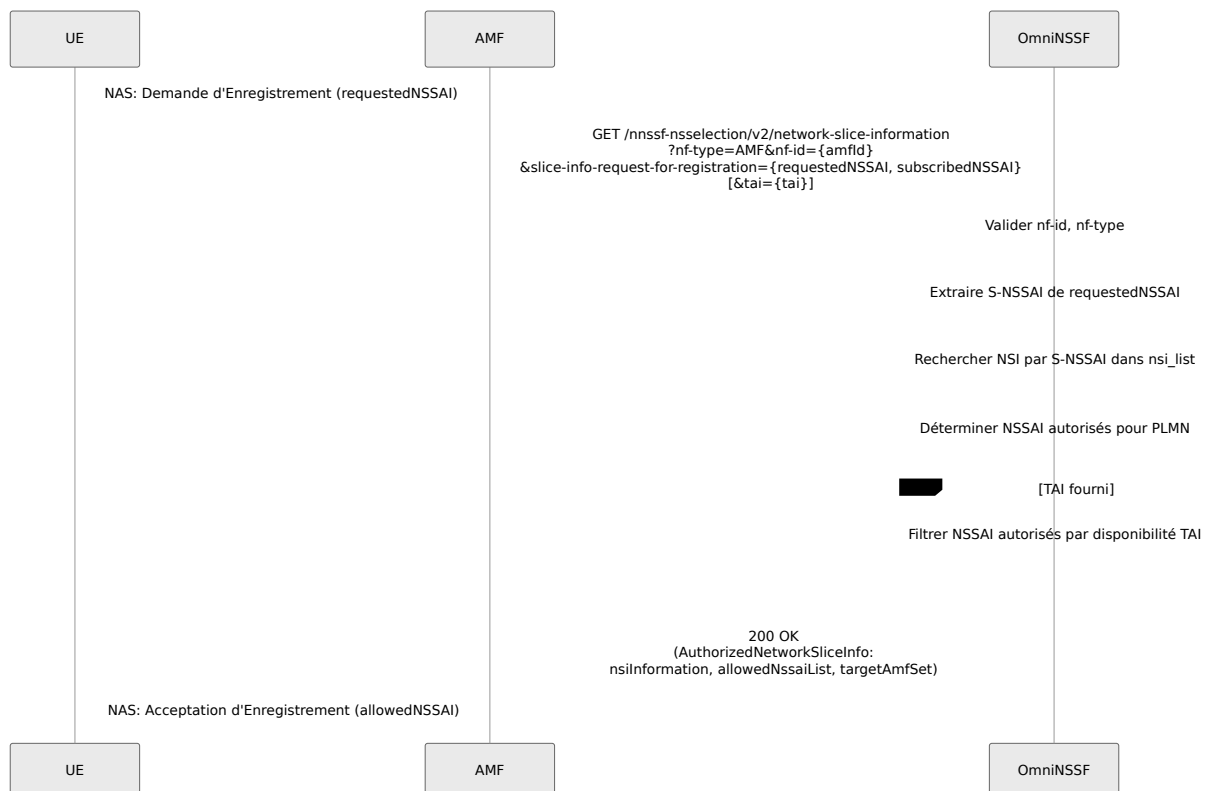 UE
AMF
OmniNSSF
NAS: Demande d'Enregistrement (requestedNSSAI)
GET /nnssf-nsselection/v2/network-slice-information
?nf-type=AMF&nf-id={amfId}
&slice-info-request-for-registration={requestedNSSAI, subscribedNSSAI}
[&tai={tai}]
Valider nf-id, nf-type
Extraire S-NSSAI de requestedNSSAI
Rechercher NSI par S-NSSAI dans nsi_list
Déterminer NSSAI autorisés pour PLMN
[TAI fourni]
Filtrer NSSAI autorisés par disponibilité TAI
200 OK
(AuthorizedNetworkSliceInfo:
nsiInformation, allowedNssaiList, targetAmfSet)
NAS: Acceptation d'Enregistrement (allowedNSSAI)
UE
AMF
OmniNSSF